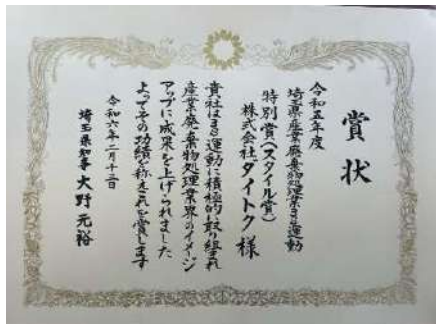 賞状
令和五年度
埼玉県産業廃棄物処理業3S運動
特別賞(スタイル賞)
株式会社タイトク 様
貴社は3S運動に積極的に取り組まれ
産業廃棄物処理業界のイメージ
アップに成果を上げられました
よってその功績を称えこれを賞します
令和六年二月十三日
埼玉県知事 大野元裕